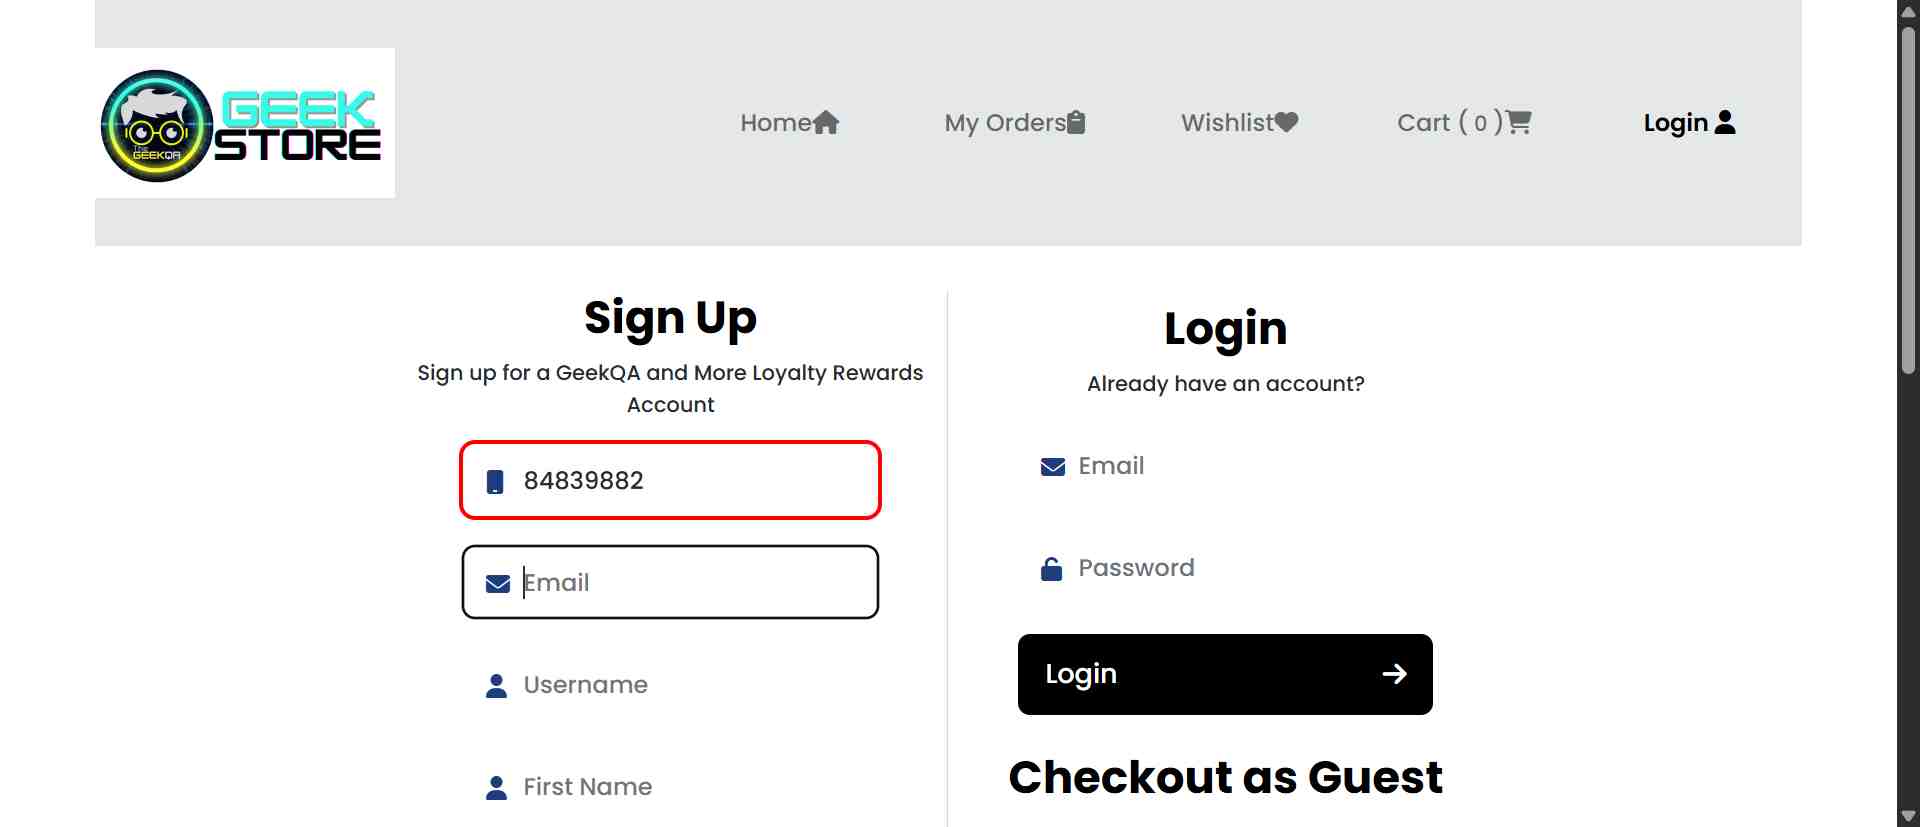 The
GEEKQA
GEEK
STORE
Home
My Orders
Wishlist
Cart ( 0 )
Login
Sign Up
Sign up for a GeekQA and More Loyalty Rewards
Account
84839882
Email
Username
First Name
Login
Already have an account?
Email
Password
Login
Checkout as Guest